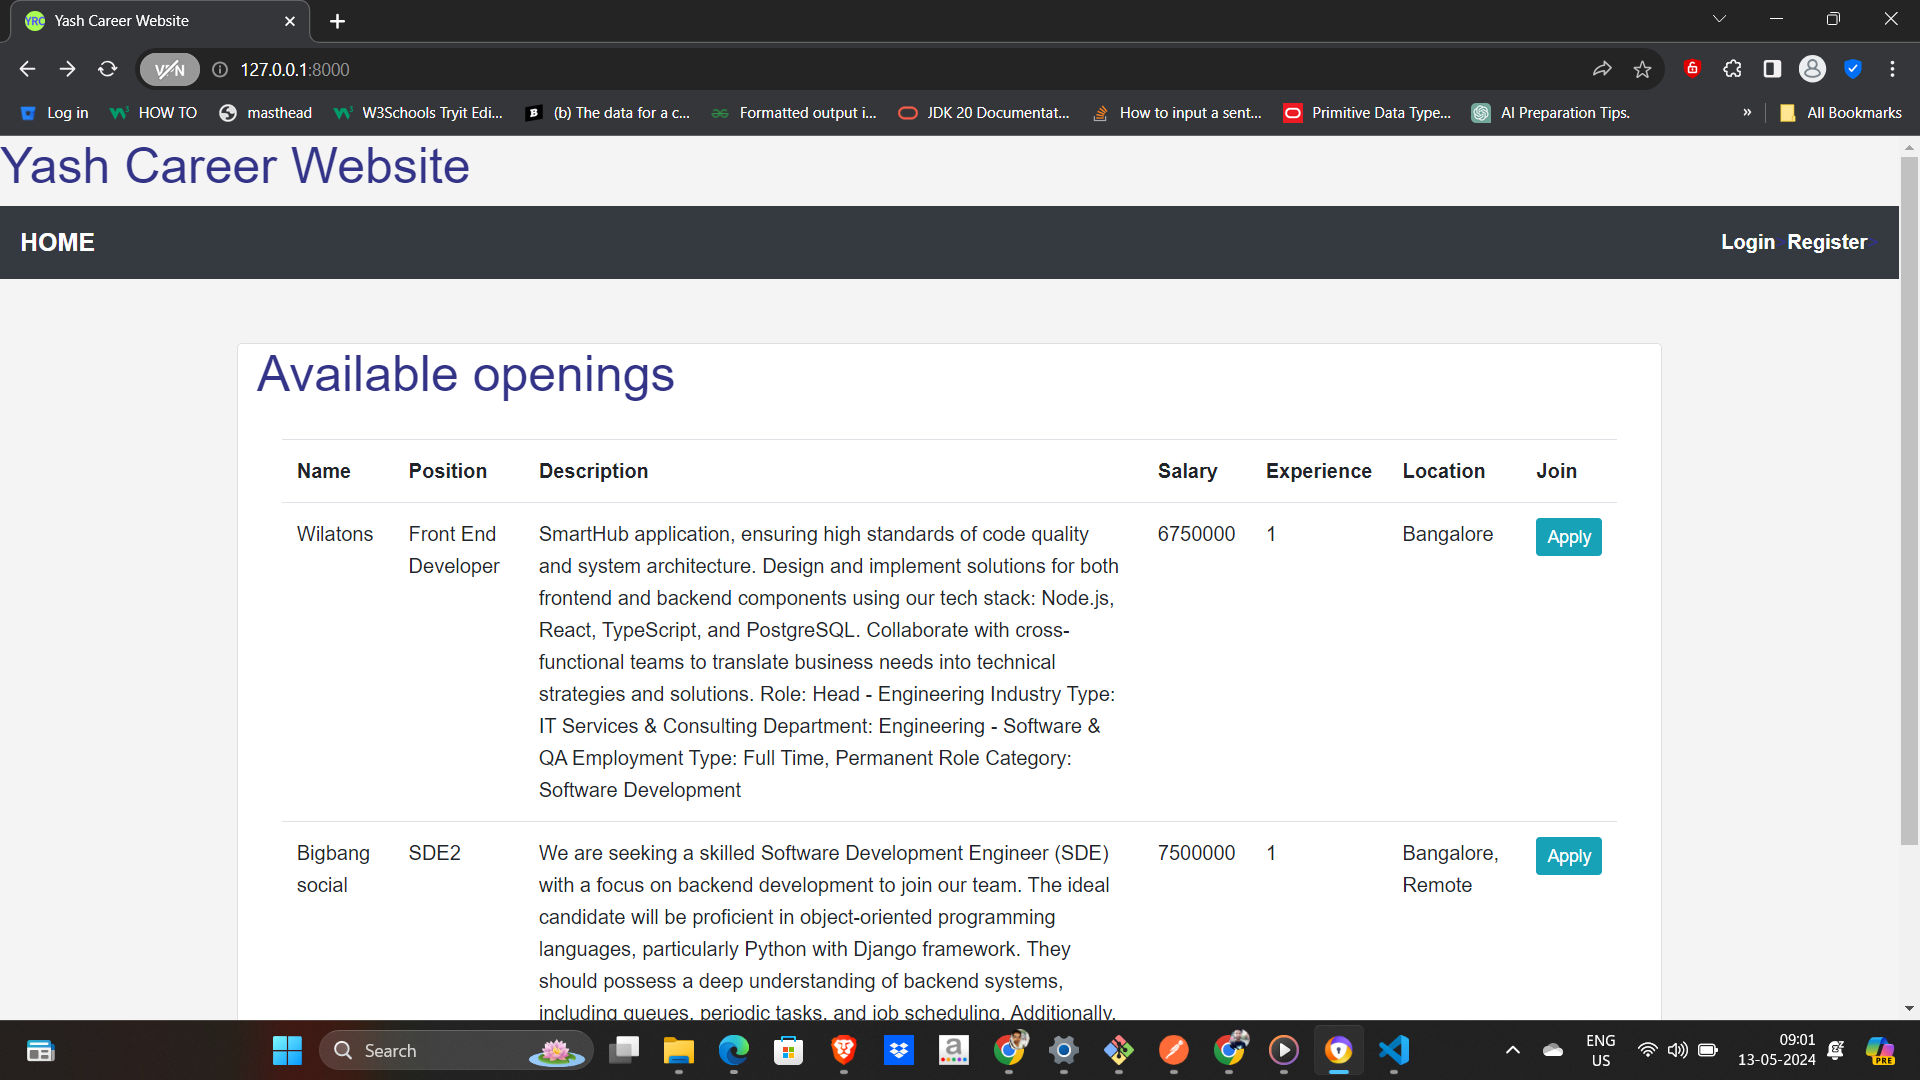 Yash Career Website
VPN
127.0.0.1:8000
Log in HOW TO masthead W3Schools Tryit Edi... (b) The data for a c... Formatted output i... JDK 20 Documentat... How to input a sent... Primitive Data Type... AI Preparation Tips. » All Bookmarks
Yash Career Website
HOME Login Register
Available openings
Name Position Description Salary Experience Location Join
Wilatons Front End SmartHub application, ensuring high standards of code quality 6750000 1 Bangalore Apply
Developer and system architecture. Design and implement solutions for both
frontend and backend components using our tech stack: Node.js,
React, TypeScript, and PostgreSQL. Collaborate with cross-
functional teams to translate business needs into technical
strategies and solutions. Role: Head - Engineering Industry Type:
IT Services & Consulting Department: Engineering - Software &
QA Employment Type: Full Time, Permanent Role Category:
Software Development
Bigbang SDE2 We are seeking a skilled Software Development Engineer (SDE) 7500000 1 Bangalore, Apply
social with a focus on backend development to join our team. The ideal Remote
candidate will be proficient in object-oriented programming
languages, particularly Python with Django framework. They
should possess a deep understanding of backend systems,
including queues, periodic tasks, and job scheduling. Additionally,
Search
ENG
US
09:01
13-05-2024
PRE